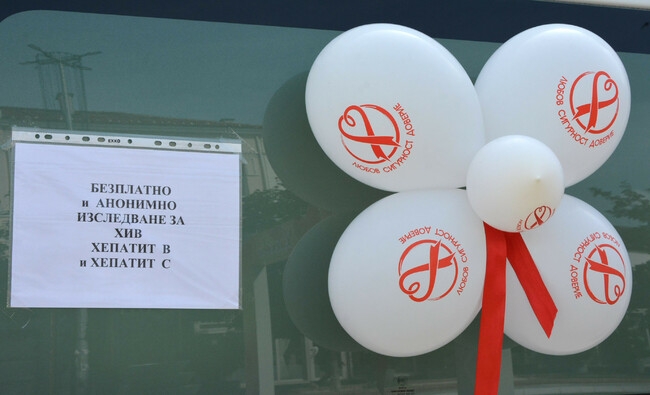 ЕККО
БЕЗПЛАТНО
и АНОНИМНО
ИЗСЛЕДВАНЕ ЗА
ХИВ
ХЕПАТИТ В
и ХЕПАТИТ С
ЛЮБОВ СИГУРНОСТ ДОВЕРИЕ
ЛЮБОВ СИГУРНОСТ ДОВЕРИЕ
ЛЮБОВ СИГУРНОСТ ДОВЕРИЕ
ЛЮБОВ СИГУРНОСТ ДОВЕРИЕ